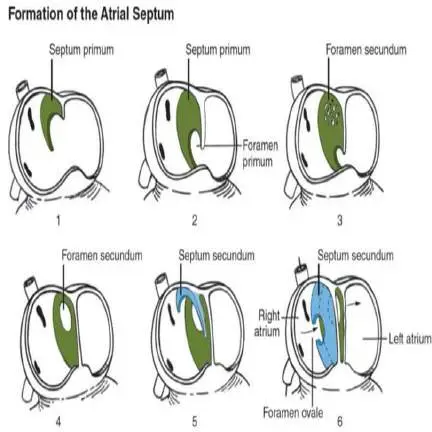 Formation of the Atrial Septum
Septum primum
Septum primum
Foramen secundum
Foramen
primum
1
2
3
Foramen secundum
Septum secundum
Septum secundum
Right
atrium
Left atrium
Foramen ovale
4
5
6